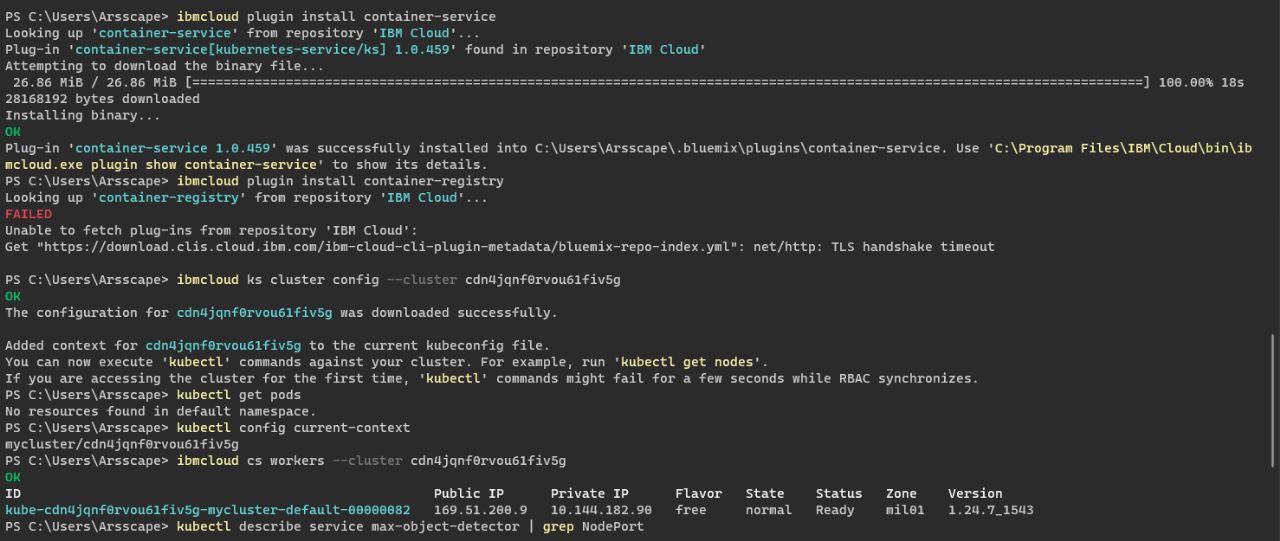 PS C:\Users\Arsscape> ibmcloud plugin install container-service
Looking up 'container-service' from repository 'IBM Cloud'...
Plug-in 'container-service[kubernetes-service/ks] 1.0.459' found in repository 'IBM Cloud'
Attempting to download the binary file...
 26.86 MiB / 26.86 MiB [==========================================================================================================================] 100.00% 18s
28168192 bytes downloaded
Installing binary...
OK
Plug-in 'container-service 1.0.459' was successfully installed into C:\Users\Arsscape\.bluemix\plugins\container-service. Use 'C:\Program Files\IBM\Cloud\bin\ib
mcloud.exe plugin show container-service' to show its details.
PS C:\Users\Arsscape> ibmcloud plugin install container-registry
Looking up 'container-registry' from repository 'IBM Cloud'...
FAILED
Unable to fetch plug-ins from repository 'IBM Cloud':
Get "https://download.clis.cloud.ibm.com/ibm-cloud-cli-plugin-metadata/bluemix-repo-index.yml": net/http: TLS handshake timeout
PS C:\Users\Arsscape> ibmcloud ks cluster config --cluster cdn4jqnf0rvou61fiv5g
OK
The configuration for cdn4jqnf0rvou61fiv5g was downloaded successfully.
Added context for cdn4jqnf0rvou61fiv5g to the current kubeconfig file.
You can now execute 'kubectl' commands against your cluster. For example, run 'kubectl get nodes'.
If you are accessing the cluster for the first time, 'kubectl' commands might fail for a few seconds while RBAC synchronizes.
PS C:\Users\Arsscape> kubectl get pods
No resources found in default namespace.
PS C:\Users\Arsscape> kubectl config current-context
mycluster/cdn4jqnf0rvou61fiv5g
PS C:\Users\Arsscape> ibmcloud cs workers --cluster cdn4jqnf0rvou61fiv5g
OK
ID Public IP Private IP Flavor State Status Zone Version
kube-cdn4jqnf0rvou61fiv5g-mycluster-default-00000082 169.51.200.9 10.144.182.90 free normal Ready mil01 1.24.7_1543
PS C:\Users\Arsscape> kubectl describe service max-object-detector | grep NodePort